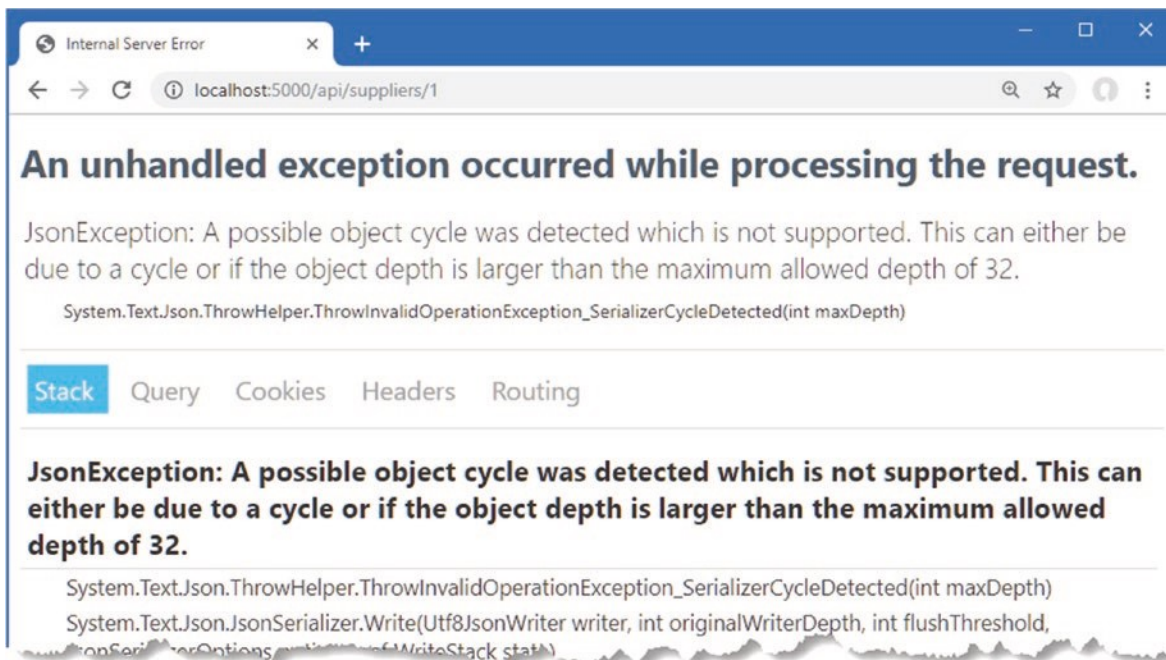 Internal Server Error
localhost:5000/api/suppliers/1
An unhandled exception occurred while processing the request.
JsonException: A possible object cycle was detected which is not supported. This can either be
due to a cycle or if the object depth is larger than the maximum allowed depth of 32.
System.Text.Json.ThrowHelper.ThrowInvalidOperationException_SerializerCycleDetected(int maxDepth)
Stack Query Cookies Headers Routing
JsonException: A possible object cycle was detected which is not supported. This can
either be due to a cycle or if the object depth is larger than the maximum allowed
depth of 32.
System.Text.Json.ThrowHelper.ThrowInvalidOperationException_SerializerCycleDetected(int maxDepth)
System.Text.Json.JsonSerializer.Write(Utf8JsonWriter writer, int originalWriterDepth, int flushThreshold,
WriteStack